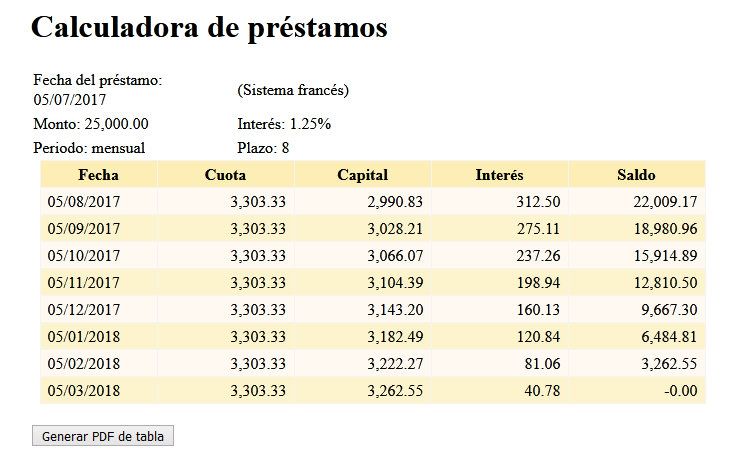 Calculadora de préstamos
Fecha del préstamo:
05/07/2017
(Sistema francés)
Monto: 25,000.00 Interés: 1.25%
Periodo: mensual Plazo: 8
Fecha Cuota Capital Interés Saldo
05/08/2017 3,303.33 2,990.83 312.50 22,009.17
05/09/2017 3,303.33 3,028.21 275.11 18,980.96
05/10/2017 3,303.33 3,066.07 237.26 15,914.89
05/11/2017 3,303.33 3,104.39 198.94 12,810.50
05/12/2017 3,303.33 3,143.20 160.13 9,667.30
05/01/2018 3,303.33 3,182.49 120.84 6,484.81
05/02/2018 3,303.33 3,222.27 81.06 3,262.55
05/03/2018 3,303.33 3,262.55 40.78 -0.00
Generar PDF de tabla